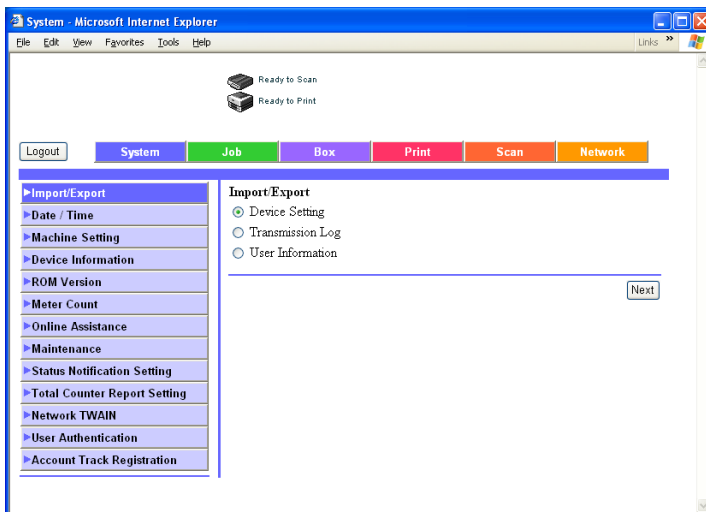 System - Microsoft Internet Explorer
File Edit View Favorites Tools Help Links »
Ready to Scan
Ready to Print
Logout System Job Box Print Scan Network
Import/Export
Date / Time
Machine Setting
Device Information
ROM Version
Meter Count
Online Assistance
Maintenance
Status Notification Setting
Total Counter Report Setting
Network TWAIN
User Authentication
Account Track Registration
Import/Export
Device Setting
Transmission Log
User Information
Next